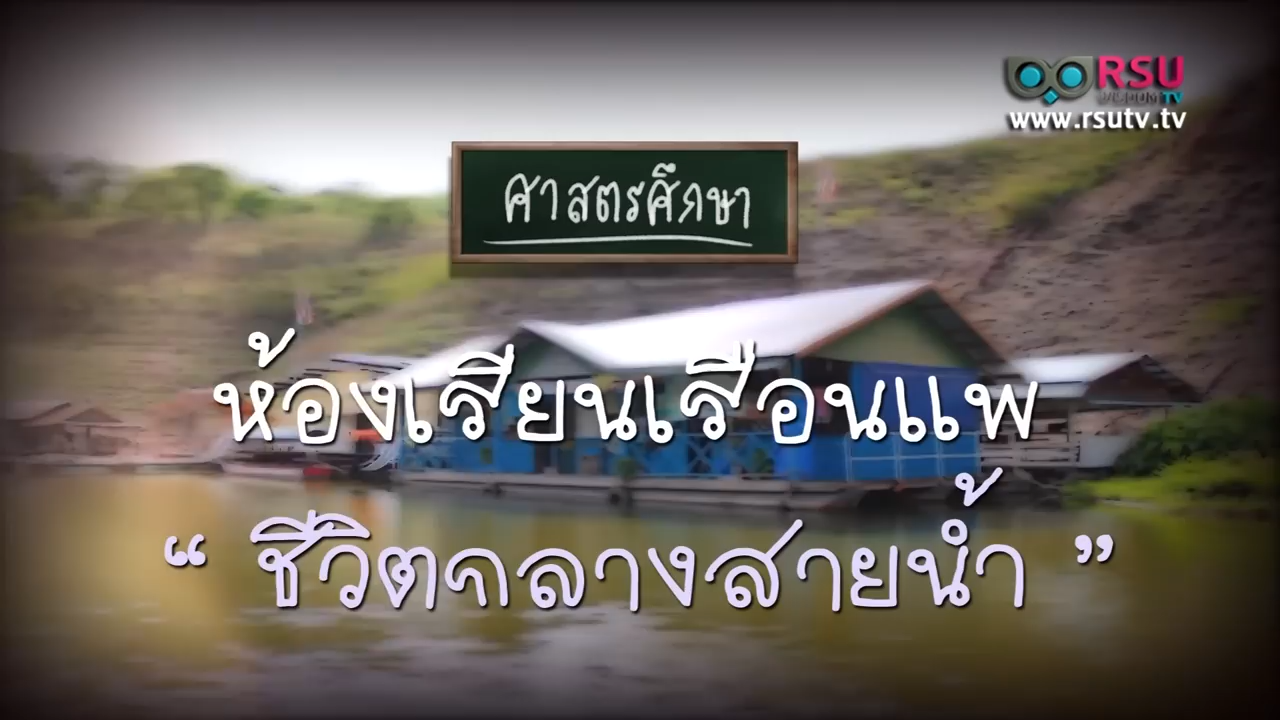 RSU
www.rsutv.tv
ศาสตรศึกษา
ห้องเรียนเรือนแพ
“ ชีวิตกลางสายน้ำ ”